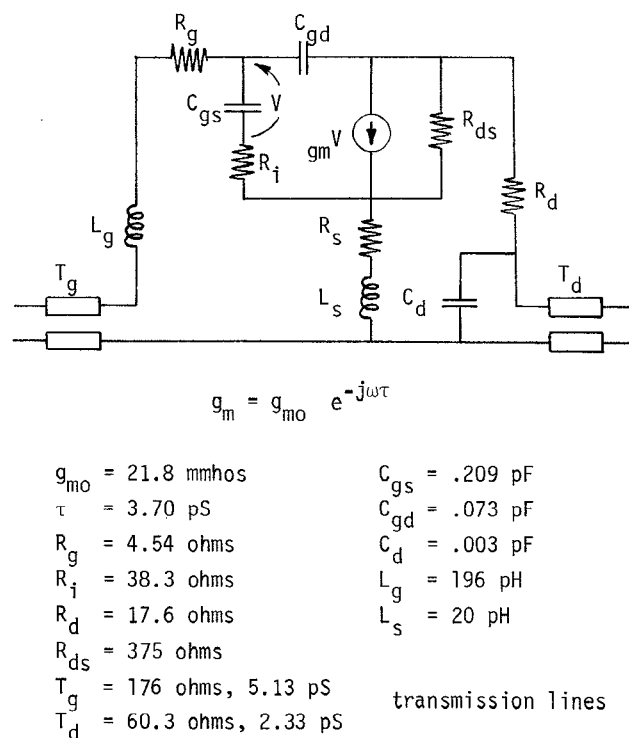 R_g
C_gd
C_gs
V
R_i
g_m V
R_ds
R_d
L_g
R_s
T_g
L_s
C_d
T_d
g_m = g_mo e^-jωτ
g_mo = 21.8 mmhos
τ = 3.70 pS
R_g = 4.54 ohms
R_i = 38.3 ohms
R_d = 17.6 ohms
R_ds = 375 ohms
T_g = 176 ohms, 5.13 pS
T_d = 60.3 ohms, 2.33 pS
C_gs = .209 pF
C_gd = .073 pF
C_d = .003 pF
L_g = 196 pH
L_s = 20 pH
transmission lines